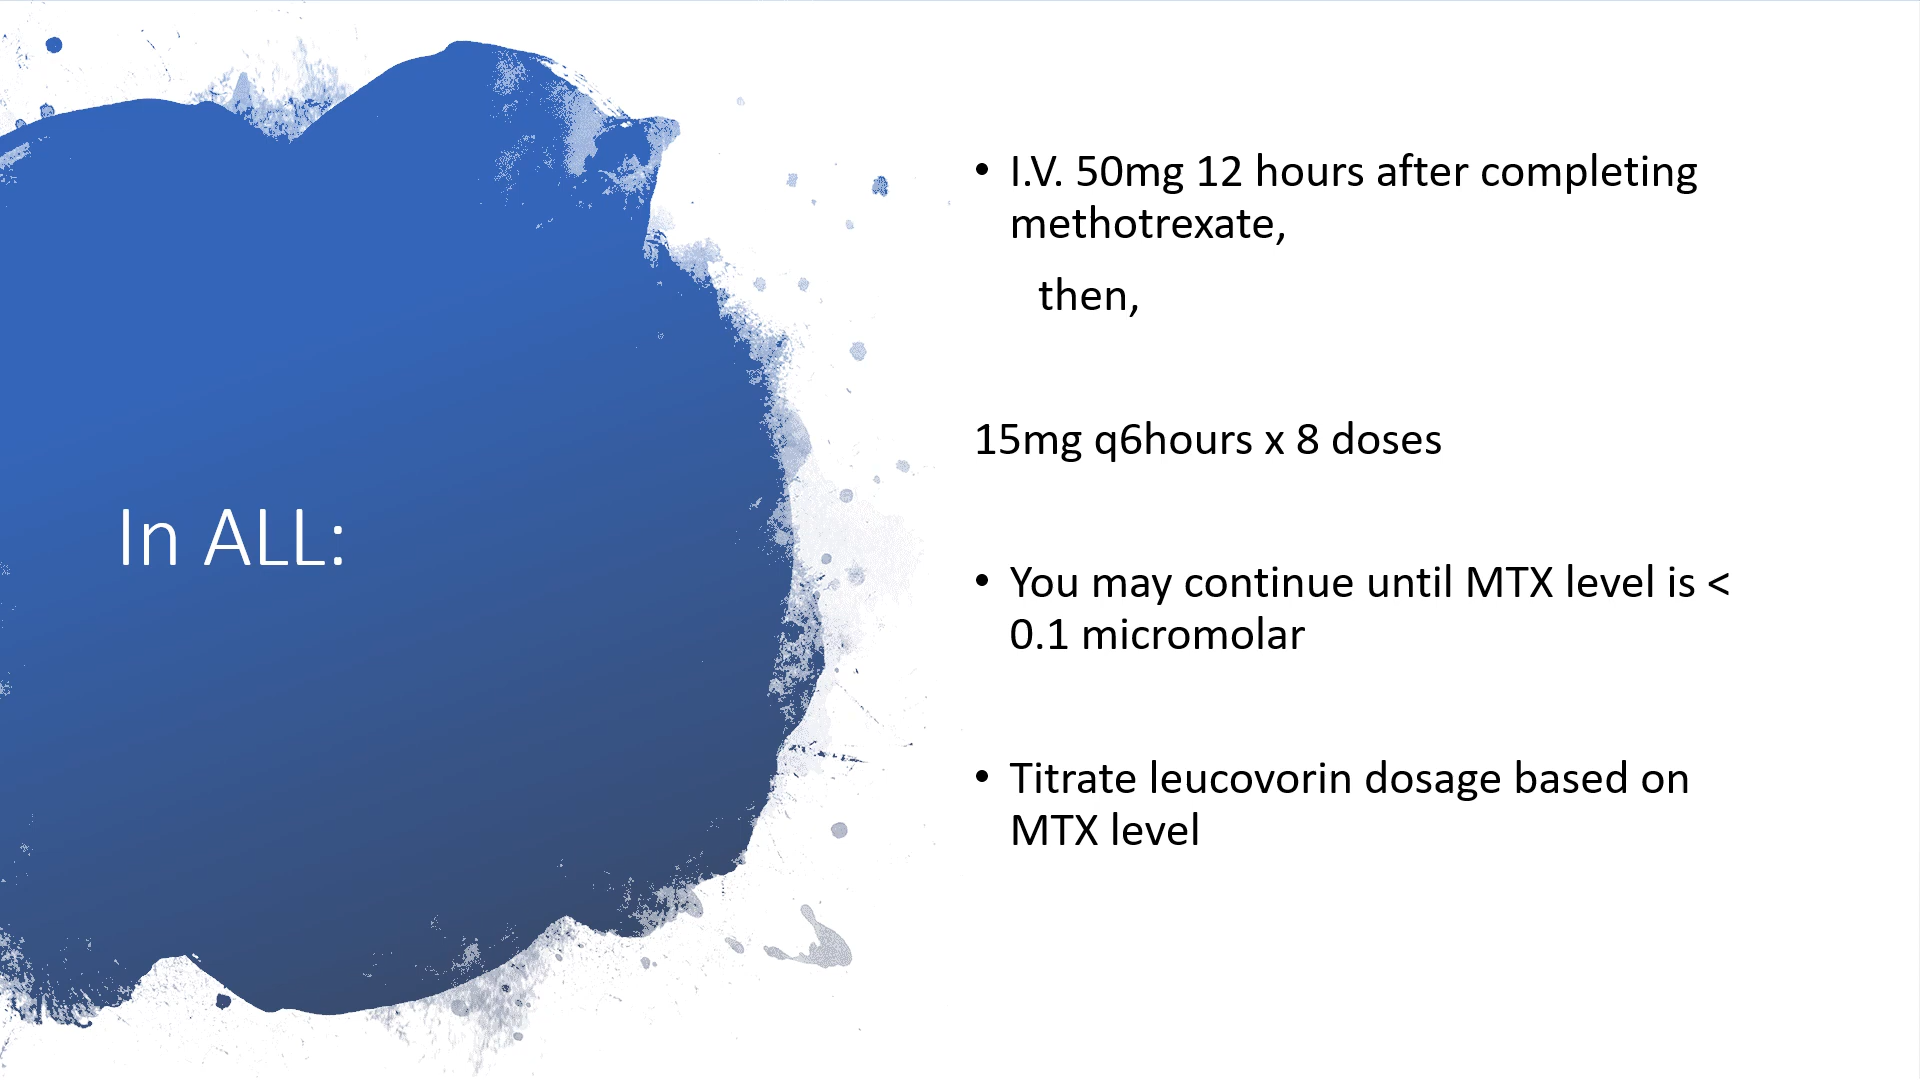 In ALL:
• I.V. 50mg 12 hours after completing
methotrexate,
then,
15mg q6hours x 8 doses
• You may continue until MTX level is <
0.1 micromolar
• Titrate leucovorin dosage based on
MTX level